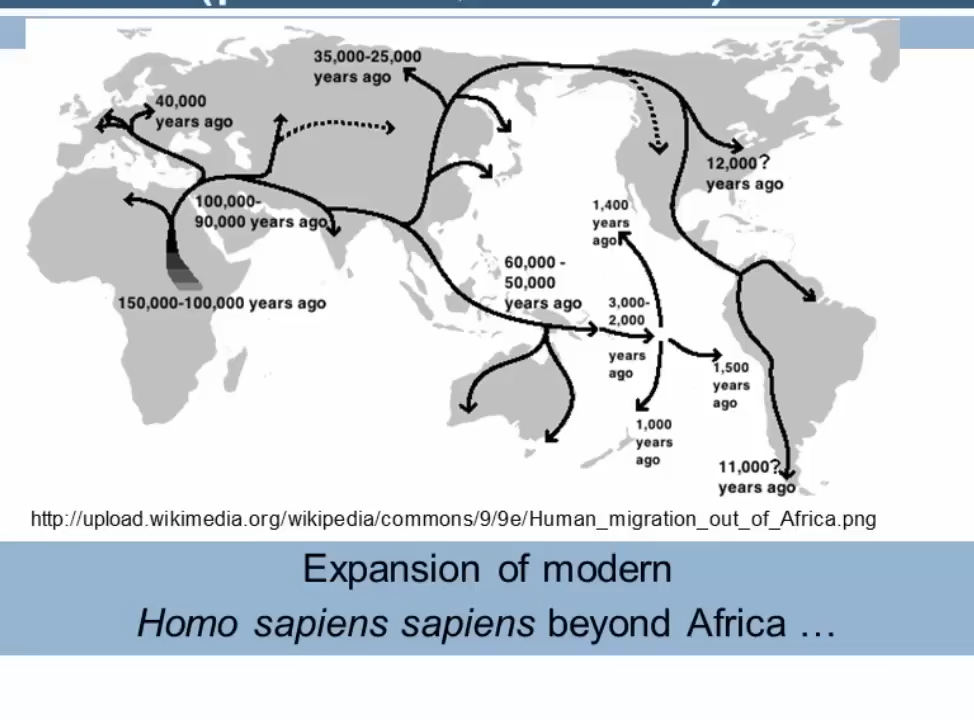 35,000-25,000
years ago
40,000
years ago
12,000?
years ago
100,000-
90,000 years ago
1,400
years
ago
60,000 -
50,000
years ago
150,000-100,000 years ago
3,000-
2,000
years
ago
1,500
years
ago
1,000
years
ago
11,000?
years ago
http://upload.wikimedia.org/wikipedia/commons/9/9e/Human_migration_out_of_Africa.png
Expansion of modern
Homo sapiens sapiens beyond Africa …